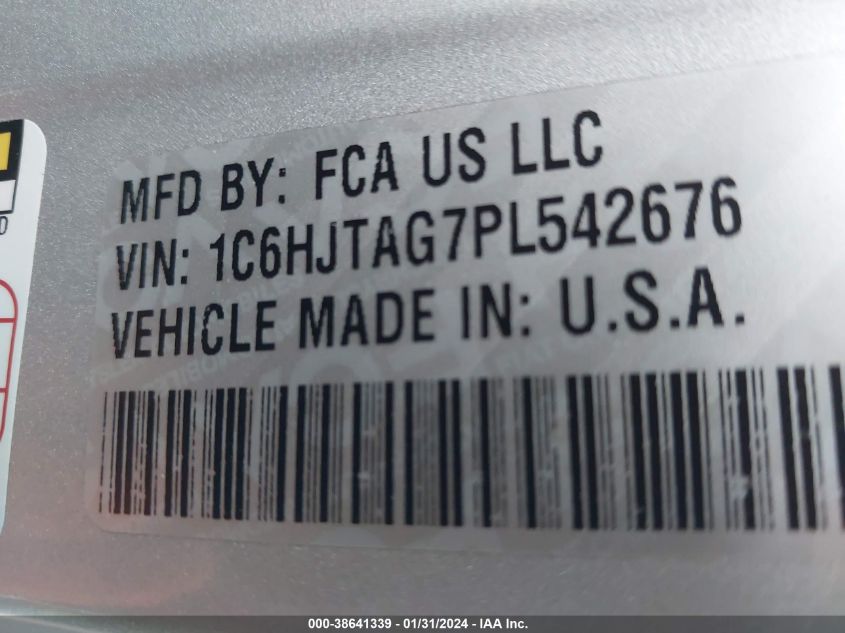 MFD BY: FCA US LLC
VIN: 1C6HJTAG7PL542676
VEHICLE MADE IN: U.S.A.
000-38641339 - 01/31/2024 - IAA Inc.